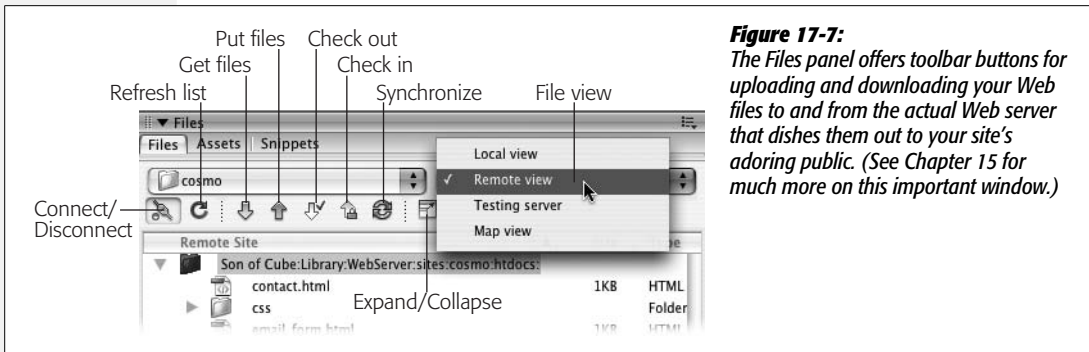 Put files
Check out
Get files
Check in
Refresh list
Synchronize
File view
Files
Files Assets Snippets
Local view
cosmo
✓ Remote view
Testing server
Map view
Connect/
Disconnect
Remote Site
Son of Cube:Library:WebServer:sites:cosmo:htdocs:
contact.html 1KB HTML
css Folder
Expand/Collapse
email_form.html 1KB HTML
Figure 17-7:
The Files panel offers toolbar buttons for
uploading and downloading your Web
files to and from the actual Web server
that dishes them out to your site's
adoring public. (See Chapter 15 for
much more on this important window.)